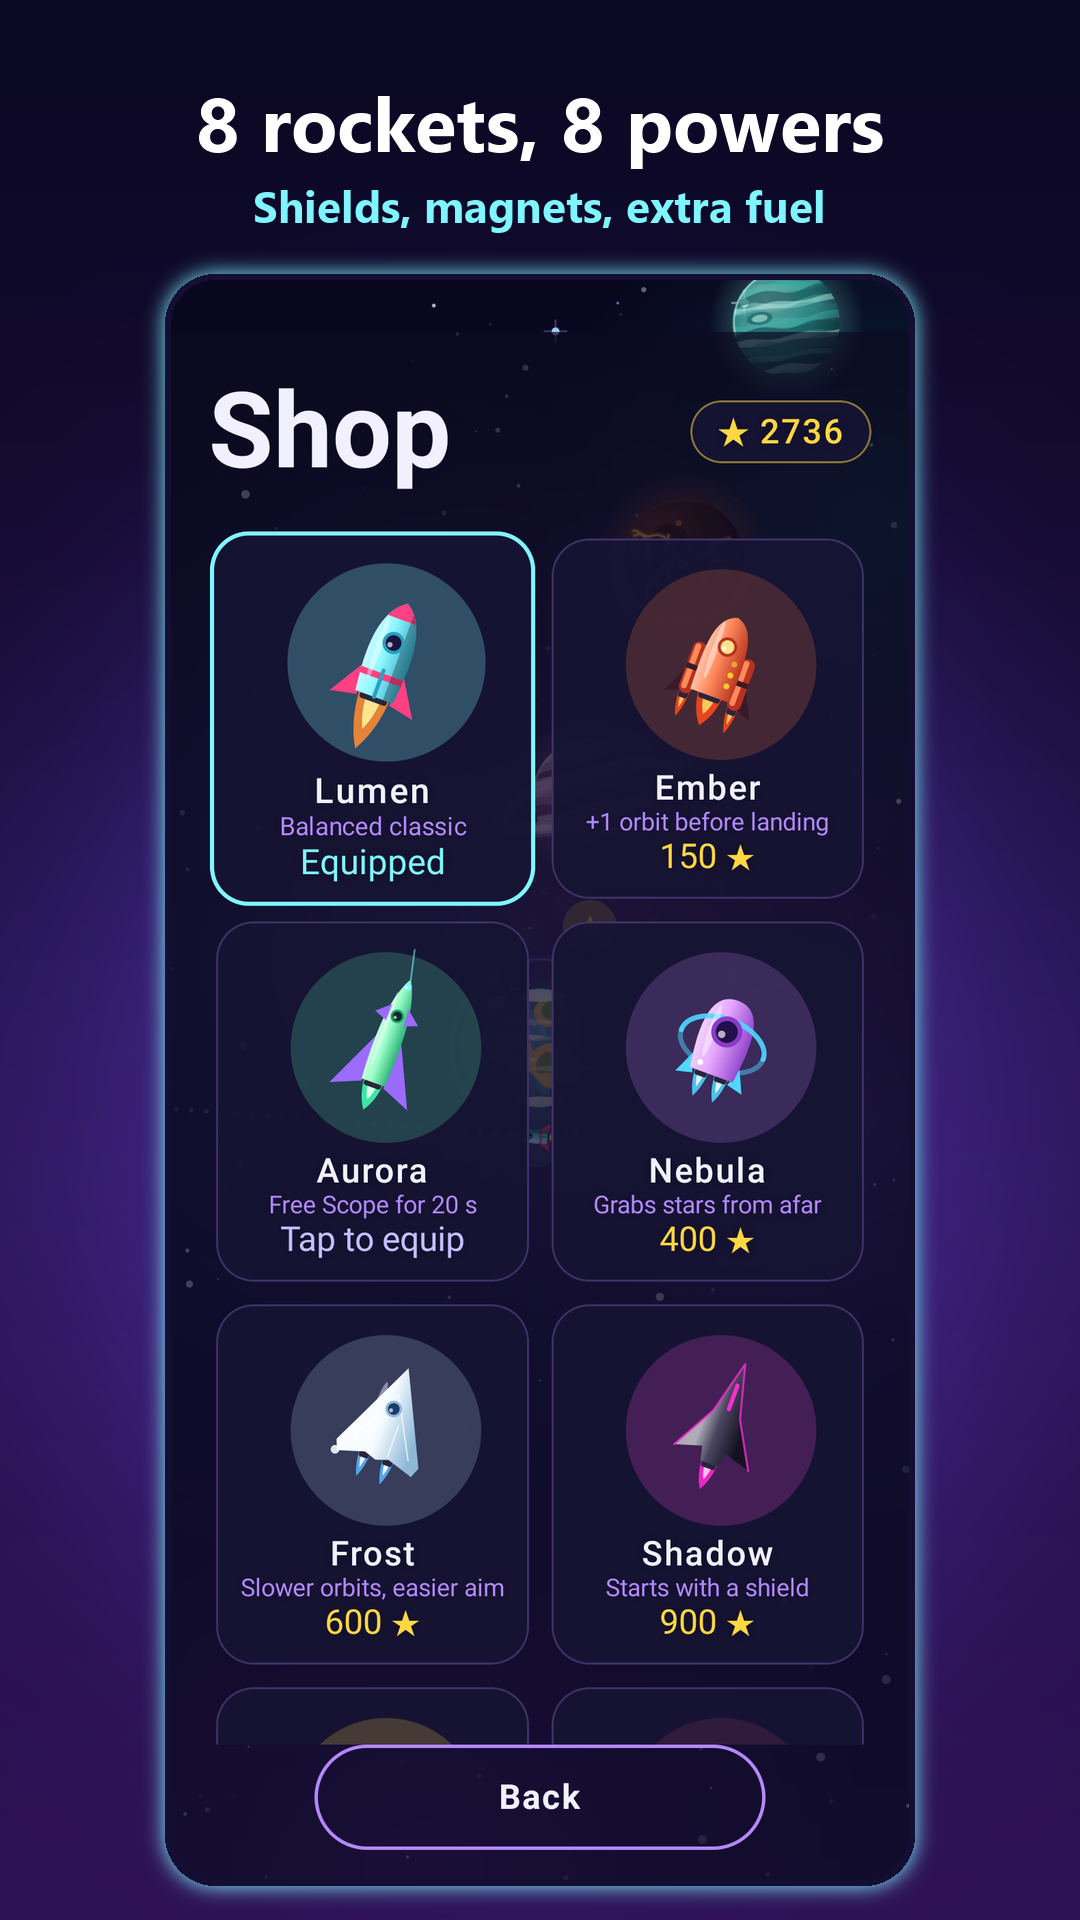 8 rockets, 8 powers
Shields, magnets, extra fuel
Shop
★ 2736
Lumen
Balanced classic
Equipped
Ember
+1 orbit before landing
150 ★
Aurora
Free Scope for 20 s
Tap to equip
Nebula
Grabs stars from afar
400 ★
Frost
Slower orbits, easier aim
600 ★
Shadow
Starts with a shield
900 ★
Back